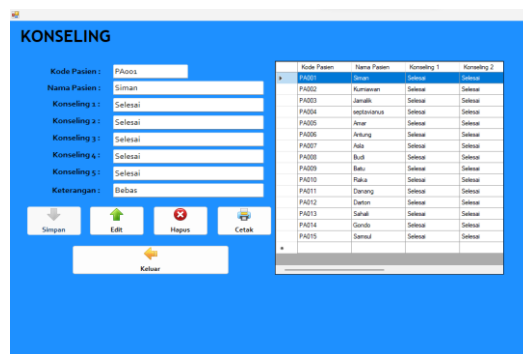 KONSELING
Kode Pasien : PA001
Nama Pasien : Siman
Konseling 1 : Selesai
Konseling 2 : Selesai
Konseling 3 : Selesai
Konseling 4 : Selesai
Konseling 5 : Selesai
Keterangan : Bebas
Simpan Edit Hapus Cetak
Keluar
Kode Pasien Nama Pasien Konseling 1 Konseling 2
PA001 Siman Selesai Selesai
PA002 Kurniawan Selesai Selesai
PA003 Jamalik Selesai Selesai
PA004 septavianus Selesai Selesai
PA005 Amar Selesai Selesai
PA006 Antung Selesai Selesai
PA007 Asla Selesai Selesai
PA008 Budi Selesai Selesai
PA009 Batu Selesai Selesai
PA010 Raka Selesai Selesai
PA011 Danang Selesai Selesai
PA012 Darton Selesai Selesai
PA013 Sahali Selesai Selesai
PA014 Gondo Selesai Selesai
PA015 Samsul Selesai Selesai